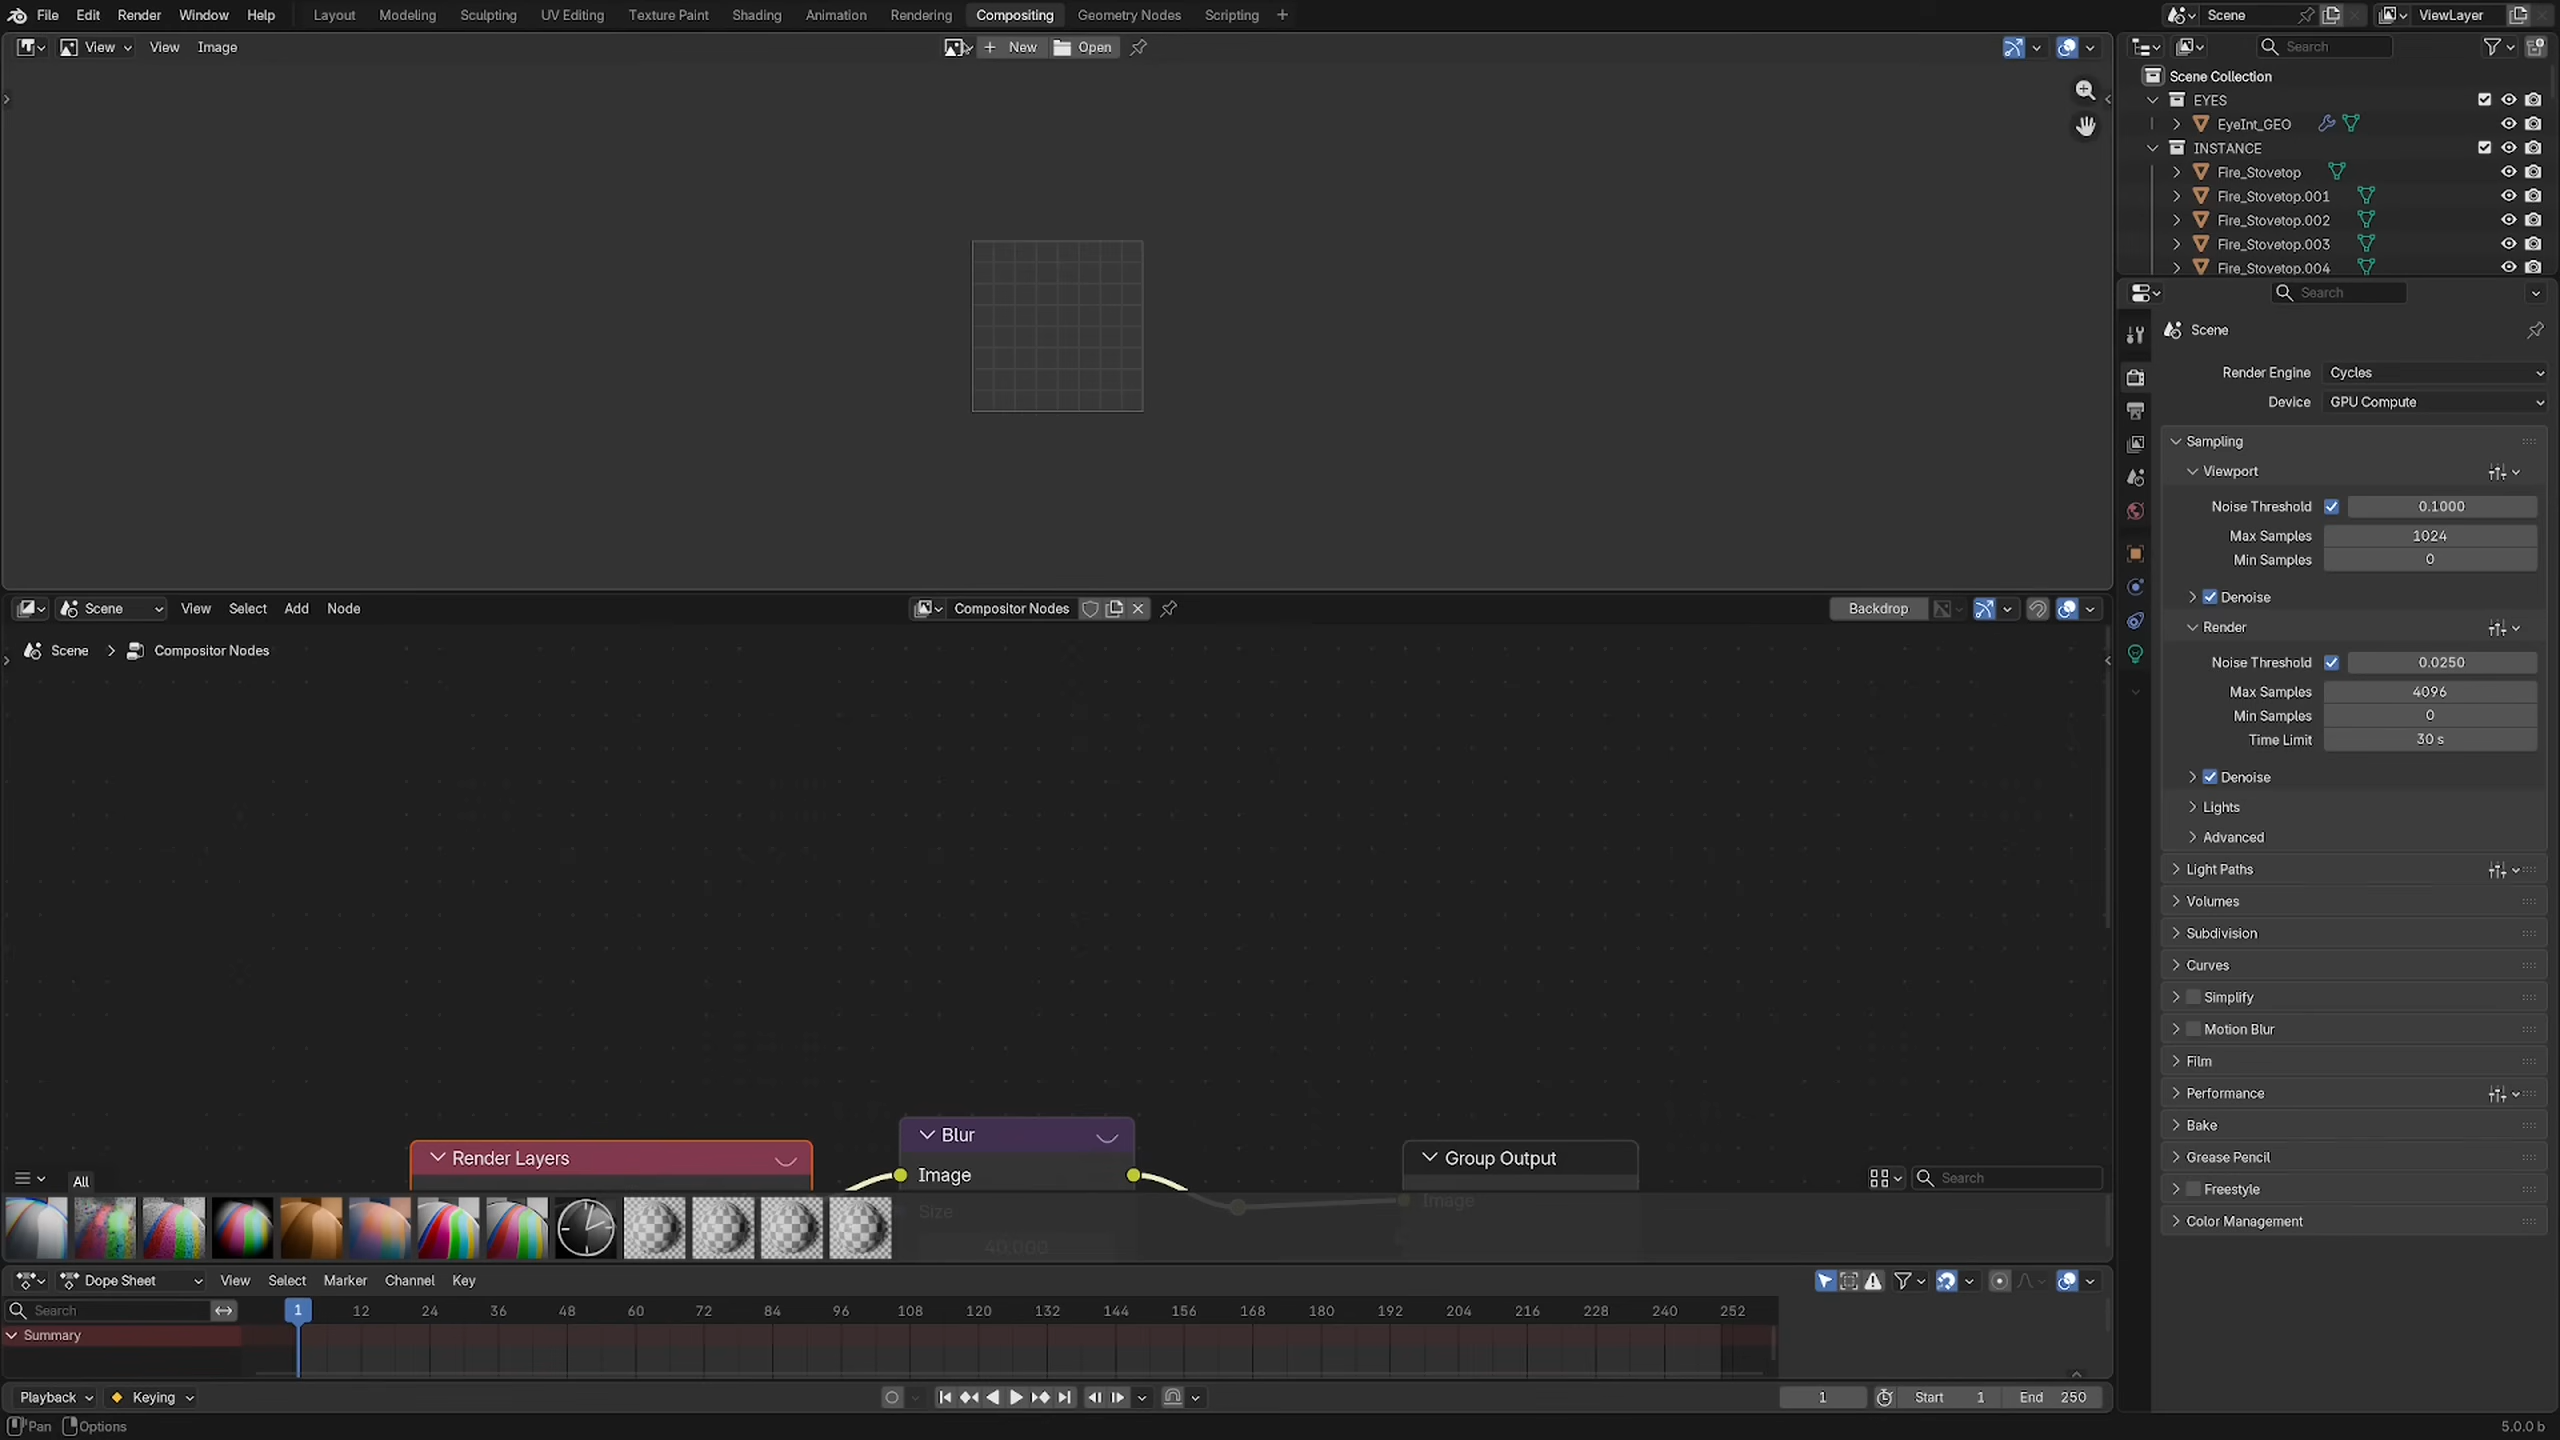 File Edit Render Window Help Layout Modeling Sculpting UV Editing Texture Paint Shading Animation Rendering Compositing Geometry Nodes Scripting + Scene ViewLayer
View View Image + New Open
Search
Scene Collection
EYES
EyeInt_GEO
INSTANCE
Fire_Stovetop
Fire_Stovetop.001
Fire_Stovetop.002
Fire_Stovetop.003
Fire_Stovetop.004
Search
Scene
Render Engine Cycles
Device GPU Compute
Sampling
Viewport
Noise Threshold 0.1000
Max Samples 1024
Min Samples 0
Denoise
Render
Noise Threshold 0.0250
Max Samples 4096
Min Samples 0
Time Limit 30 s
Denoise
Lights
Advanced
Light Paths
Volumes
Subdivision
Curves
Simplify
Motion Blur
Film
Performance
Bake
Grease Pencil
Freestyle
Color Management
Scene View Select Add Node Compositor Nodes Backdrop
Scene Compositor Nodes
Blur
Render Layers
Group Output
Image
Image
Size
40.000
All
Search
Dope Sheet View Select Marker Channel Key
Search
1 12 24 36 48 60 72 84 96 108 120 132 144 156 168 180 192 204 216 228 240 252
Summary
Playback Keying 1 Start 1 End 250
Pan Options 5.0.0 b